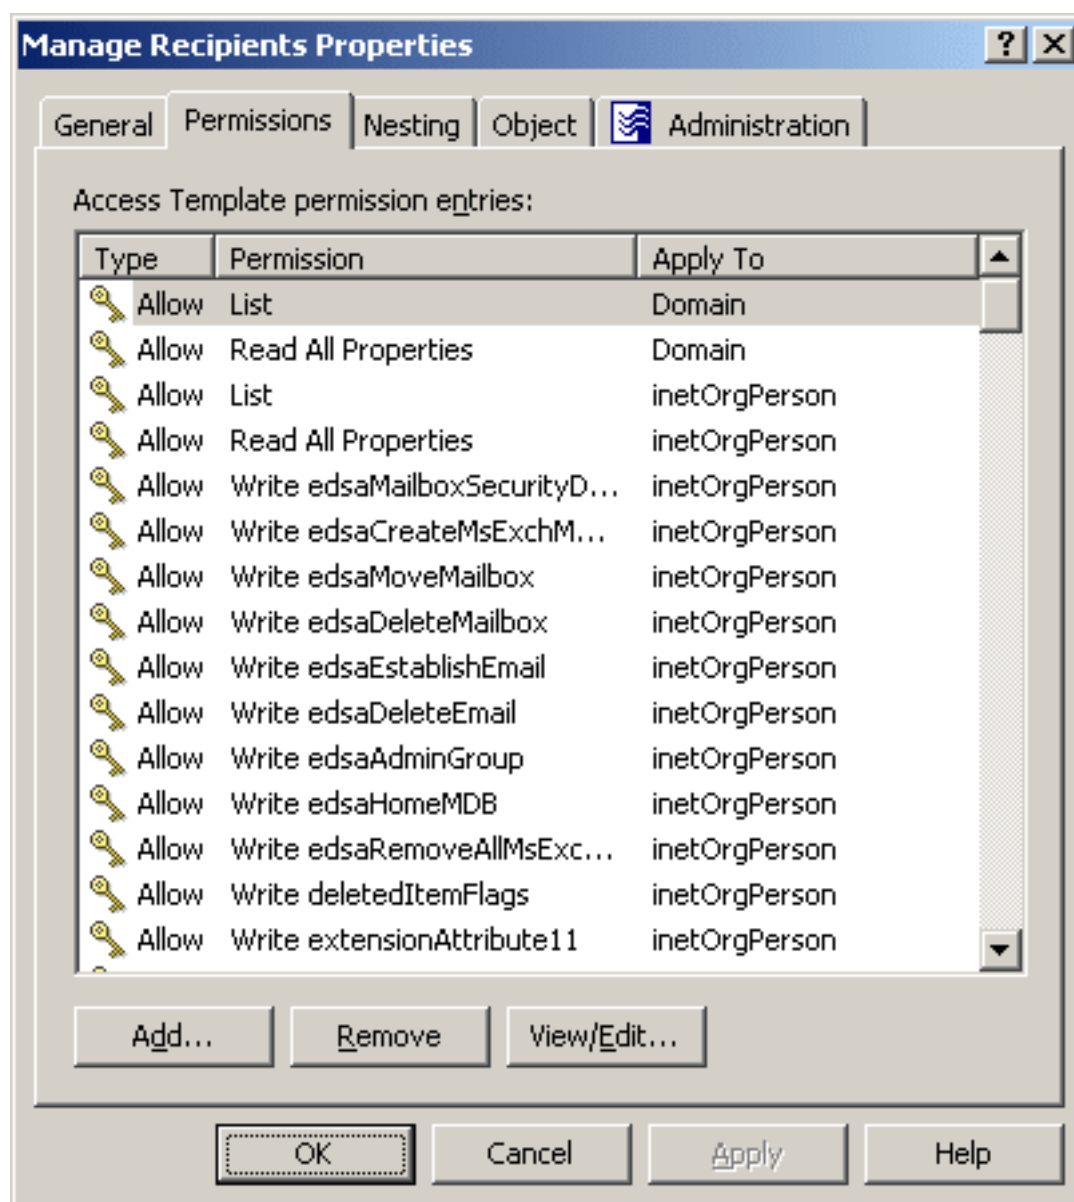 Manage Recipients Properties
General Permissions Nesting Object Administration
Access Template permission entries:
Type Permission Apply To
Allow List Domain
Allow Read All Properties Domain
Allow List inetOrgPerson
Allow Read All Properties inetOrgPerson
Allow Write edsaMailboxSecurityD... inetOrgPerson
Allow Write edsaCreateMsExchM... inetOrgPerson
Allow Write edsaMoveMailbox inetOrgPerson
Allow Write edsaDeleteMailbox inetOrgPerson
Allow Write edsaEstablishEmail inetOrgPerson
Allow Write edsaDeleteEmail inetOrgPerson
Allow Write edsaAdminGroup inetOrgPerson
Allow Write edsaHomeMDB inetOrgPerson
Allow Write edsaRemoveAllMsExc... inetOrgPerson
Allow Write deletedItemFlags inetOrgPerson
Allow Write extensionAttribute11 inetOrgPerson
Add... Remove View/Edit...
OK Cancel Apply Help